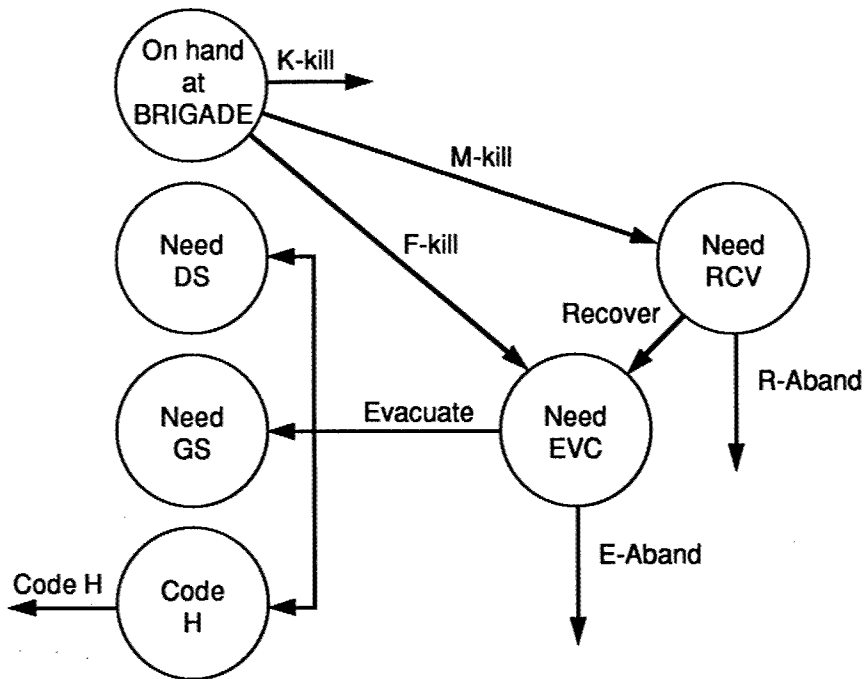 On hand
at
BRIGADE
K-kill
M-kill
F-kill
Need
DS
Need
RCV
Recover
R-Aband
Need
GS
Evacuate
Need
EVC
E-Aband
Code H
Code
H